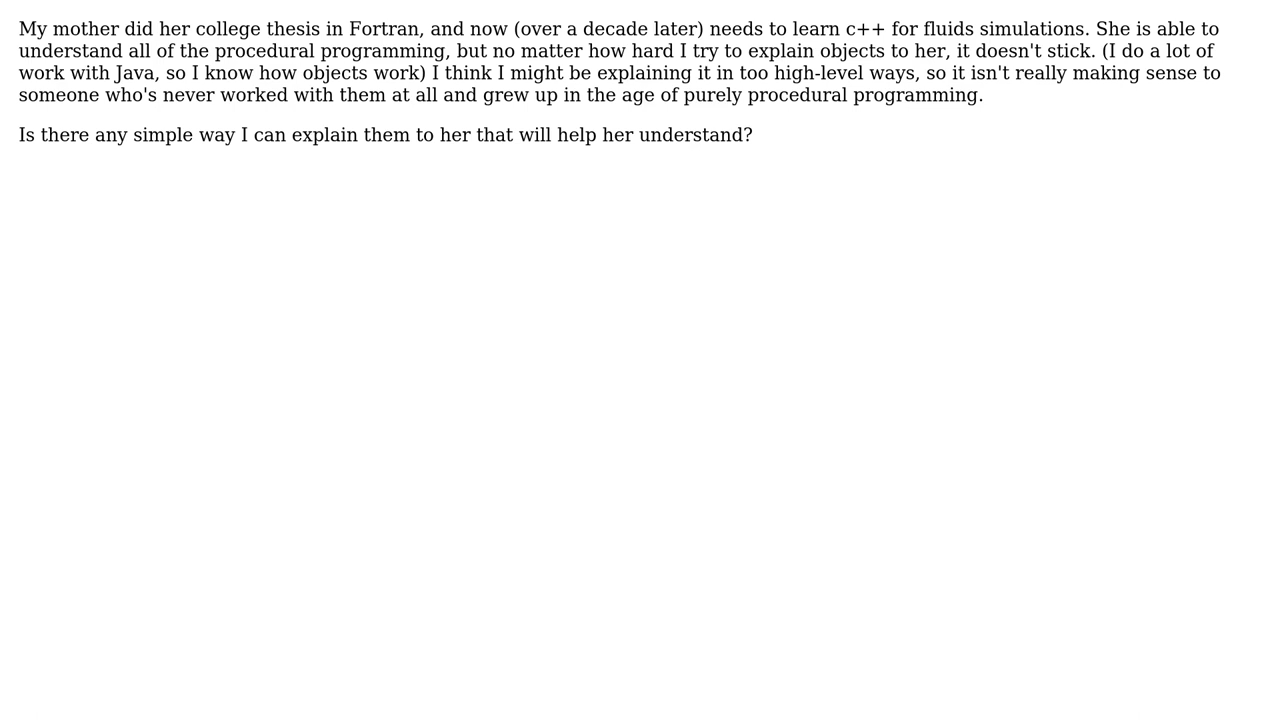 My mother did her college thesis in Fortran, and now (over a decade later) needs to learn c++ for fluids simulations. She is able to
understand all of the procedural programming, but no matter how hard I try to explain objects to her, it doesn't stick. (I do a lot of
work with Java, so I know how objects work) I think I might be explaining it in too high-level ways, so it isn't really making sense to
someone who's never worked with them at all and grew up in the age of purely procedural programming.
Is there any simple way I can explain them to her that will help her understand?